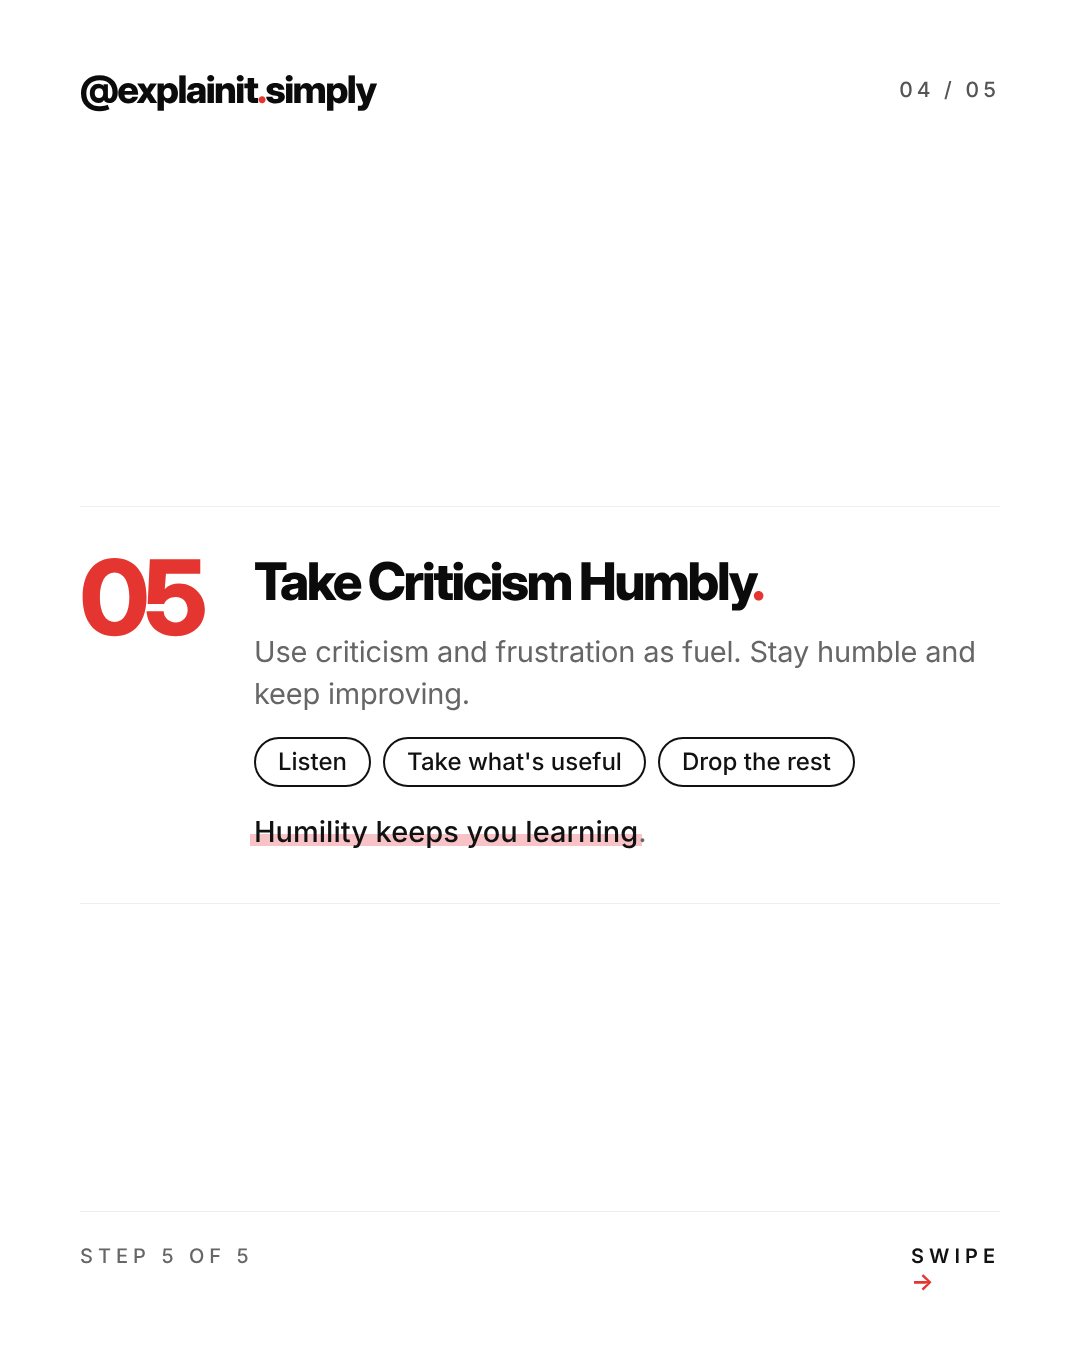 @explainit.simply
04 / 05
05
Take Criticism Humbly.
Use criticism and frustration as fuel. Stay humble and
keep improving.
Listen
Take what's useful
Drop the rest
Humility keeps you learning.
STEP 5 OF 5
SWIPE
→